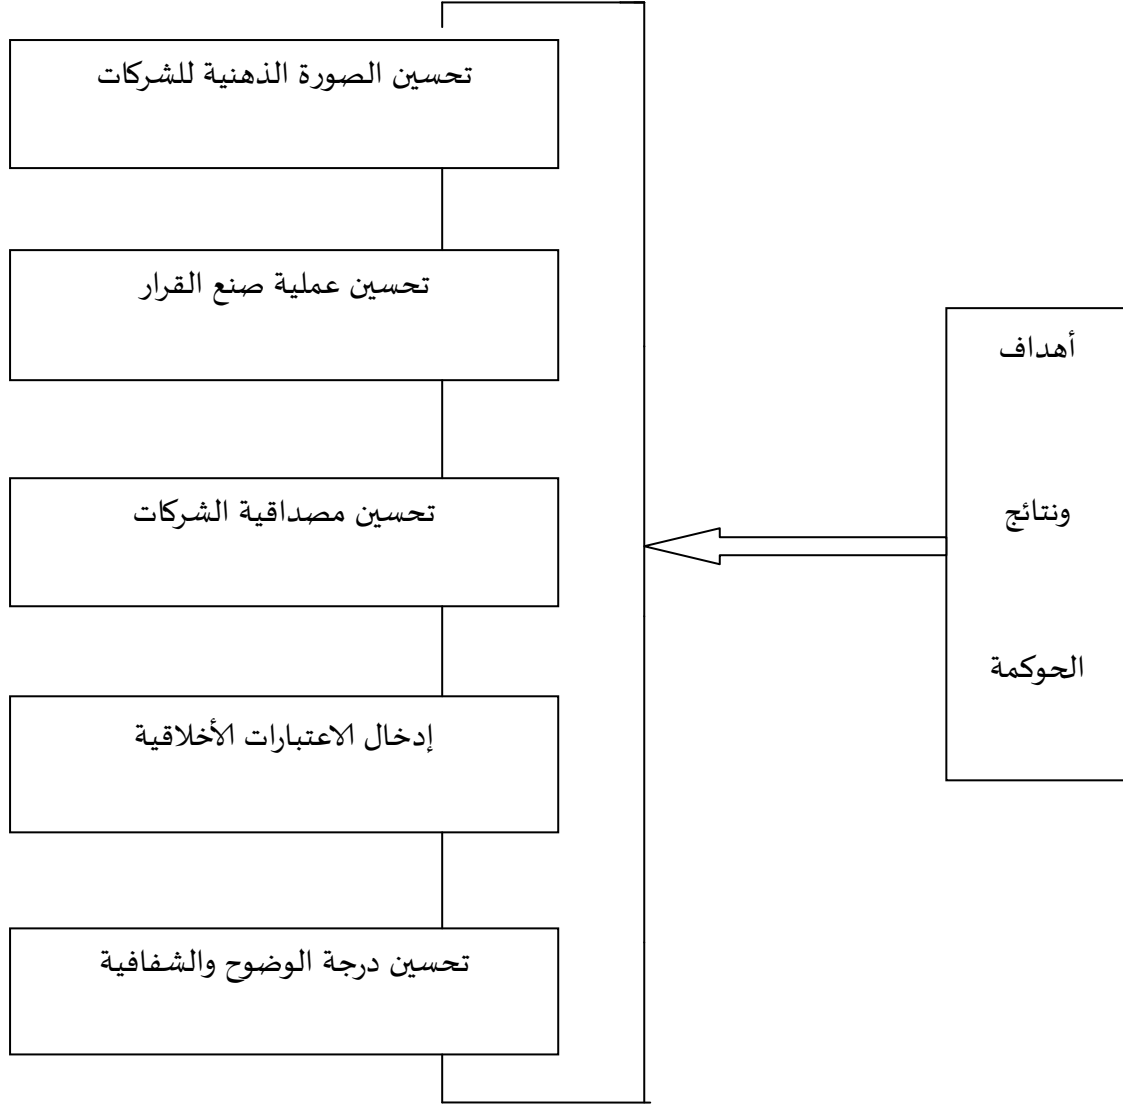 أهداف
ونتائج
الحوكمة
تحسين الصورة الذهنية للشركات
تحسين عملية صنع القرار
تحسين مصداقية الشركات
إدخال الاعتبارات الأخلاقية
تحسين درجة الوضوح والشفافية